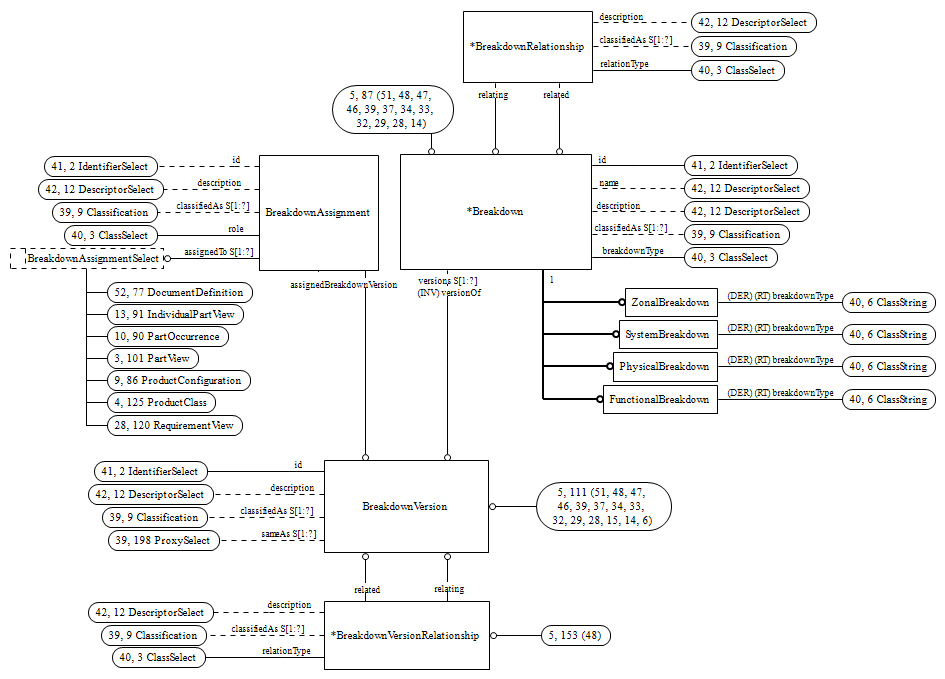 description
42, 12 DescriptorSelect
classifiedAs S[1:?]
39, 9 Classification
*BreakdownRelationship
relationType
40, 3 ClassSelect
relating
related
5, 87 (51, 48, 47,
46, 39, 37, 34, 33,
32, 29, 28, 14)
id
41, 2 IdentifierSelect
description
42, 12 DescriptorSelect
classifiedAs S[1:?]
39, 9 Classification
role
40, 3 ClassSelect
assignedTo S[1:?]
BreakdownAssignmentSelect
BreakdownAssignment
assignedBreakdownVersion
52, 77 DocumentDefinition
13, 91 IndividualPartView
10, 90 PartOccurrence
3, 101 PartView
9, 86 ProductConfiguration
4, 125 ProductClass
28, 120 RequirementView
*Breakdown
id
41, 2 IdentifierSelect
name
42, 12 DescriptorSelect
description
42, 12 DescriptorSelect
classifiedAs S[1:?]
39, 9 Classification
breakdownType
40, 3 ClassSelect
versions S[1:?]
(INV) versionOf
1
ZonalBreakdown
(DER) (RT) breakdownType
40, 6 ClassString
SystemBreakdown
(DER) (RT) breakdownType
40, 6 ClassString
PhysicalBreakdown
(DER) (RT) breakdownType
40, 6 ClassString
FunctionalBreakdown
(DER) (RT) breakdownType
40, 6 ClassString
id
41, 2 IdentifierSelect
description
42, 12 DescriptorSelect
classifiedAs S[1:?]
39, 9 Classification
sameAs S[1:?]
39, 198 ProxySelect
BreakdownVersion
5, 111 (51, 48, 47,
46, 39, 37, 34, 33,
32, 29, 28, 15, 14, 6)
related
relating
description
42, 12 DescriptorSelect
classifiedAs S[1:?]
39, 9 Classification
relationType
40, 3 ClassSelect
*BreakdownVersionRelationship
5, 153 (48)